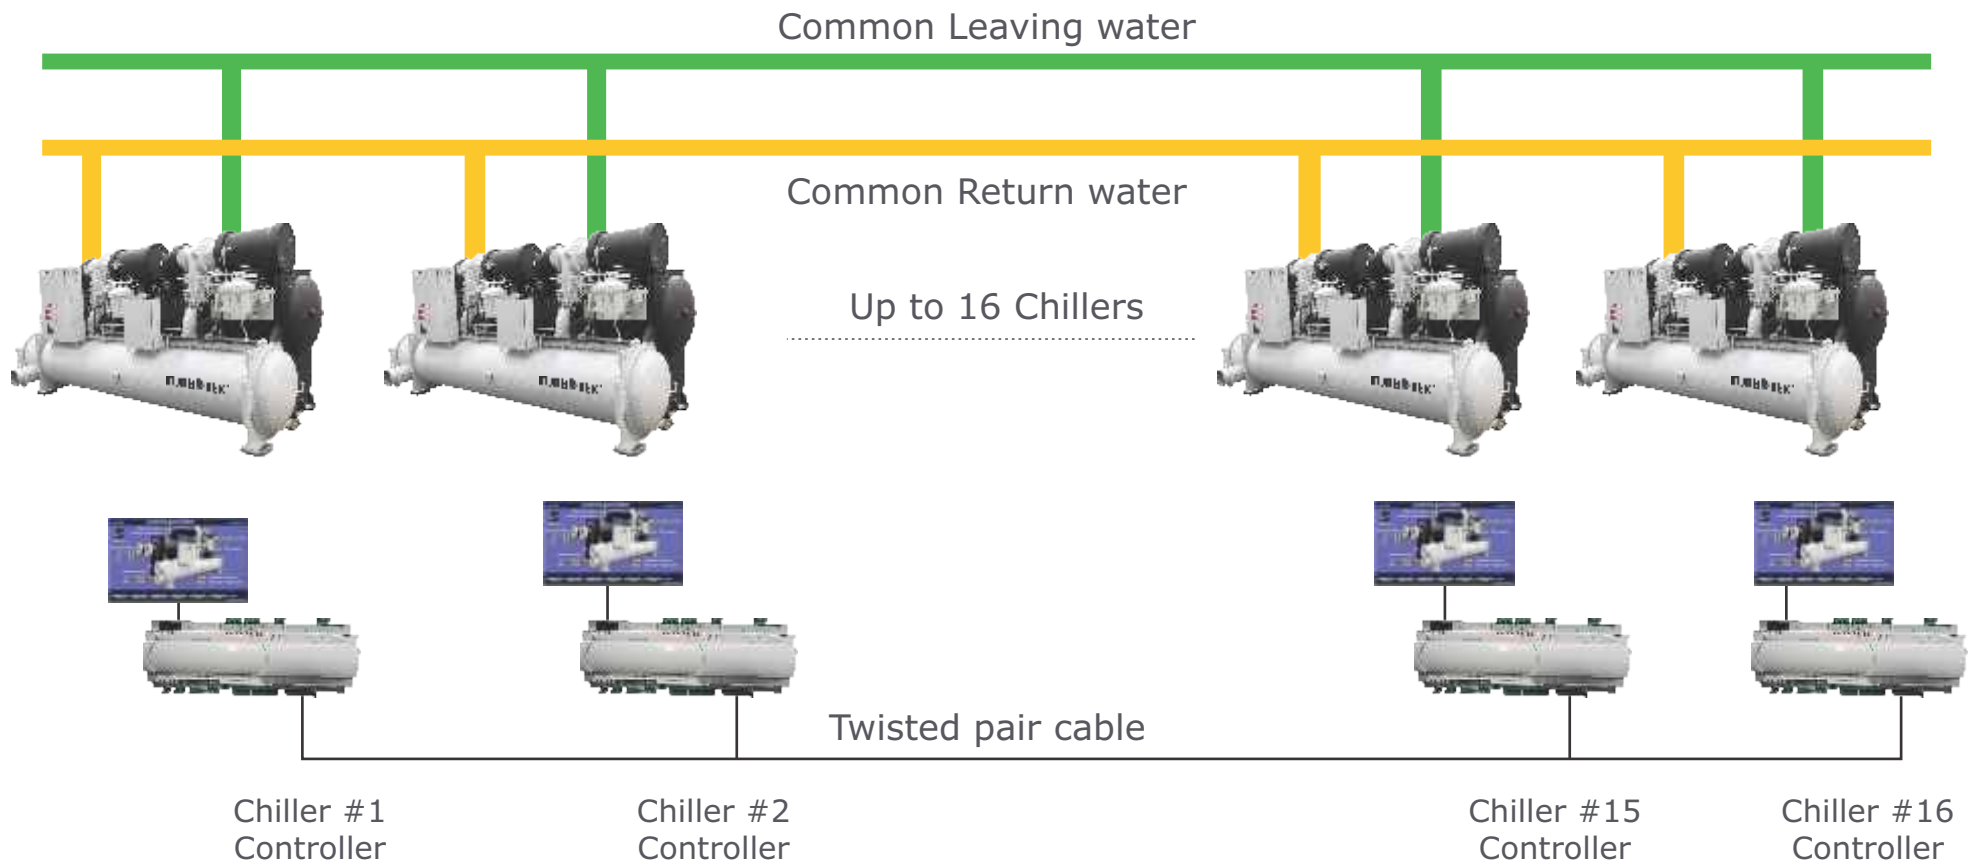 Common Leaving water
Common Return water
Up to 16 Chillers
Twisted pair cable
Chiller #1
Controller
Chiller #2
Controller
Chiller #15
Controller
Chiller #16
Controller